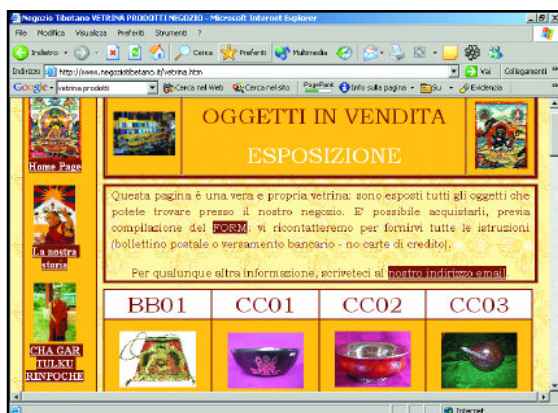 Negozio Tibetano VETRINA PRODOTTI NEGOZIO - Microsoft Internet Explorer
File Modifica Visualizza Preferiti Strumenti ?
Indietro Cerca Preferiti Multimedia
Indirizzo http://www.negoziotibetano.it/vetrina.htm Vai Collegamenti
Google vetrina prodotti Cerca nel Web Cerca nel sito PageRank Info sulla pagina Su Evidenzia
OGGETTI IN VENDITA
ESPOSIZIONE
Home Page
Questa pagina è una vera e propria vetrina: sono esposti tutti gli oggetti che
potete trovare presso il nostro negozio. E' possibile acquistarli, previa
compilazione del FORM: vi ricontatteremo per fornirvi tutte le istruzioni
(bollettino postale o versamento bancario - no carte di credito).
Per qualunque altra informazione, scriveteci al nostro indirizzo email.
La nostra
storia
BB01 CC01 CC02 CC03
CHA GAR
TULKU
RINPOCHE
Internet